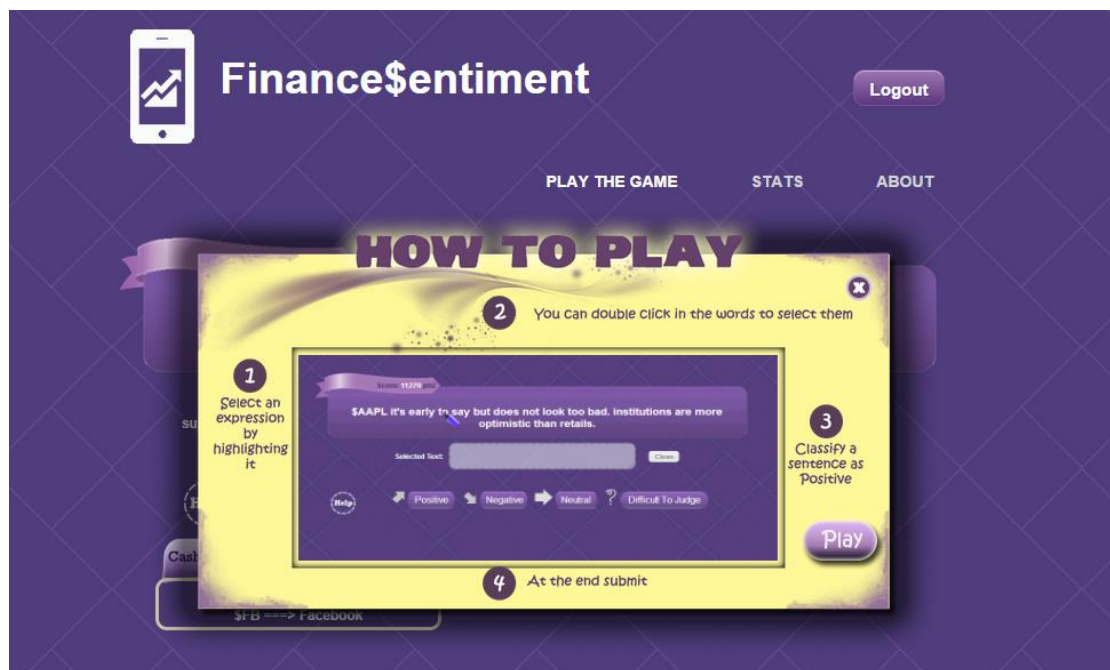 Finance$entiment
Logout
PLAY THE GAME
STATS
ABOUT
HOW TO PLAY
2
You can double click in the words to select them
1
Select an
expression
by
highlighting
it
Score: 11270 pts
$AAPL it's early to say but does not look too bad. institutions are more
optimistic than retails.
Selected Text:
Clean
Help
Positive
Negative
Neutral
?
Difficult To Judge
3
Classify a
sentence as
Positive
Play
4
At the end submit
$FB ===> Facebook